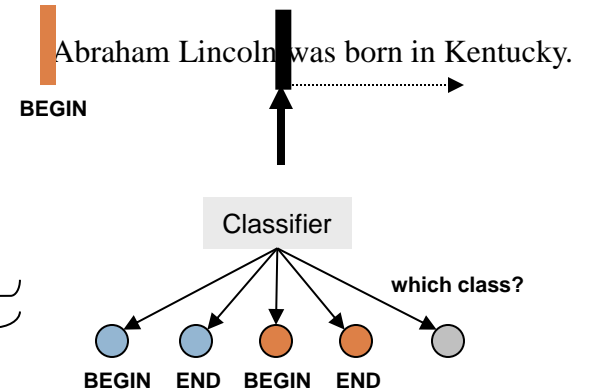 Abraham Lincoln was born in Kentucky.
BEGIN
Classifier
which class?
BEGIN END BEGIN END